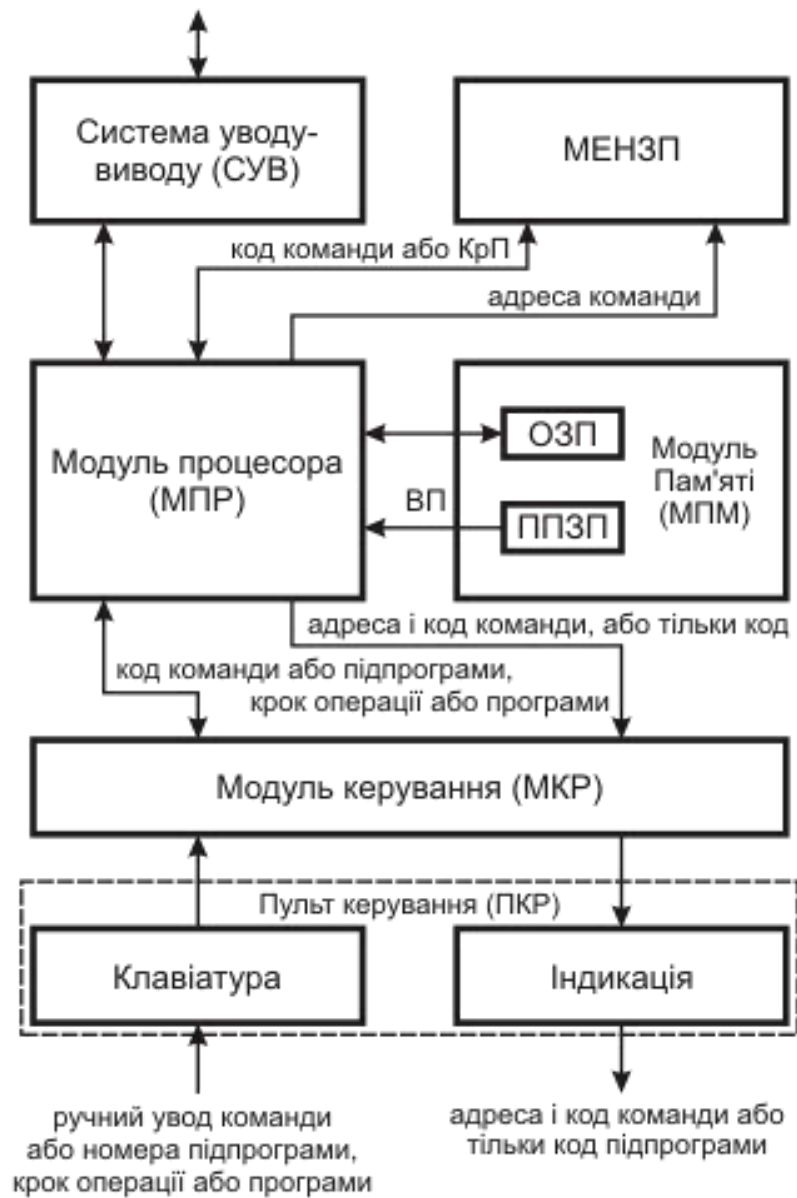 Система уводу-
виводу (СУВ)
МЕНЗП
код команди або КрП
адреса команди
Модуль процесора
(МПР)
ВП
ОЗП
ППЗП
Модуль
Пам'яті
(МПМ)
адреса і код команди, або тільки код
код команди або підпрограми,
крок операції або програми
Модуль керування (МКР)
Пульт керування (ПКР)
Клавіатура
Індикація
ручний увод команди
або номера підпрограми,
крок операції або програми
адреса і код команди або
тільки код підпрограми